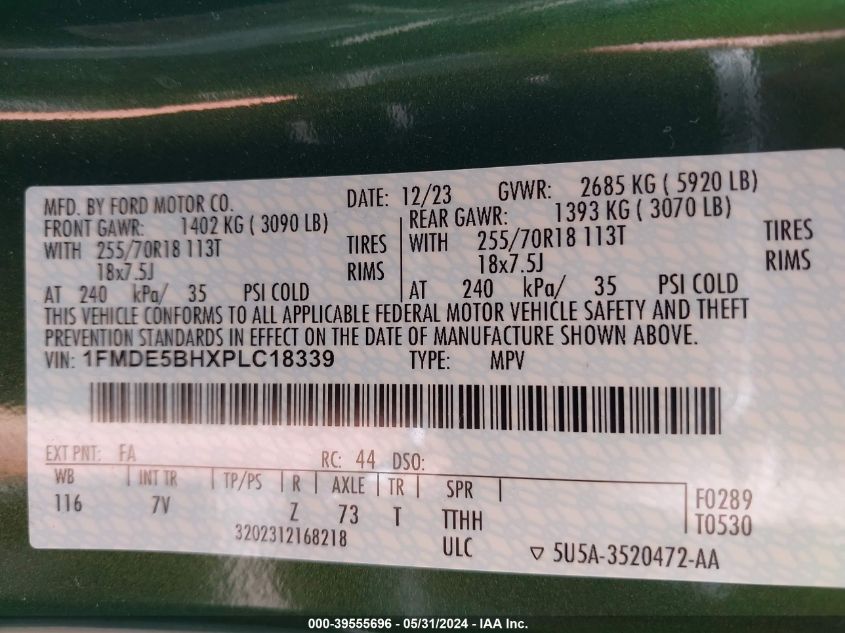 MFD. BY FORD MOTOR CO. DATE: 12/23 GVWR: 2685 KG ( 5920 LB)
FRONT GAWR: 1402 KG ( 3090 LB) REAR GAWR: 1393 KG ( 3070 LB)
WITH 255/70R18 113T TIRES WITH 255/70R18 113T TIRES
18x7.5J RIMS 18x7.5J RIMS
AT 240 kPa/ 35 PSI COLD AT 240 kPa/ 35 PSI COLD
THIS VEHICLE CONFORMS TO ALL APPLICABLE FEDERAL MOTOR VEHICLE SAFETY AND THEFT
PREVENTION STANDARDS IN EFFECT ON THE DATE OF MANUFACTURE SHOWN ABOVE.
VIN: 1FMDE5BHXPLC18339 TYPE: MPV
EXT PNT: FA RC: 44 DSO:
WB INT TR TP/PS R AXLE TR SPR F0289
116 7V Z 73 T TTHH T0530
3202312168218 ULC ▽ 5U5A-3520472-AA
000-39555696 - 05/31/2024 - IAA Inc.